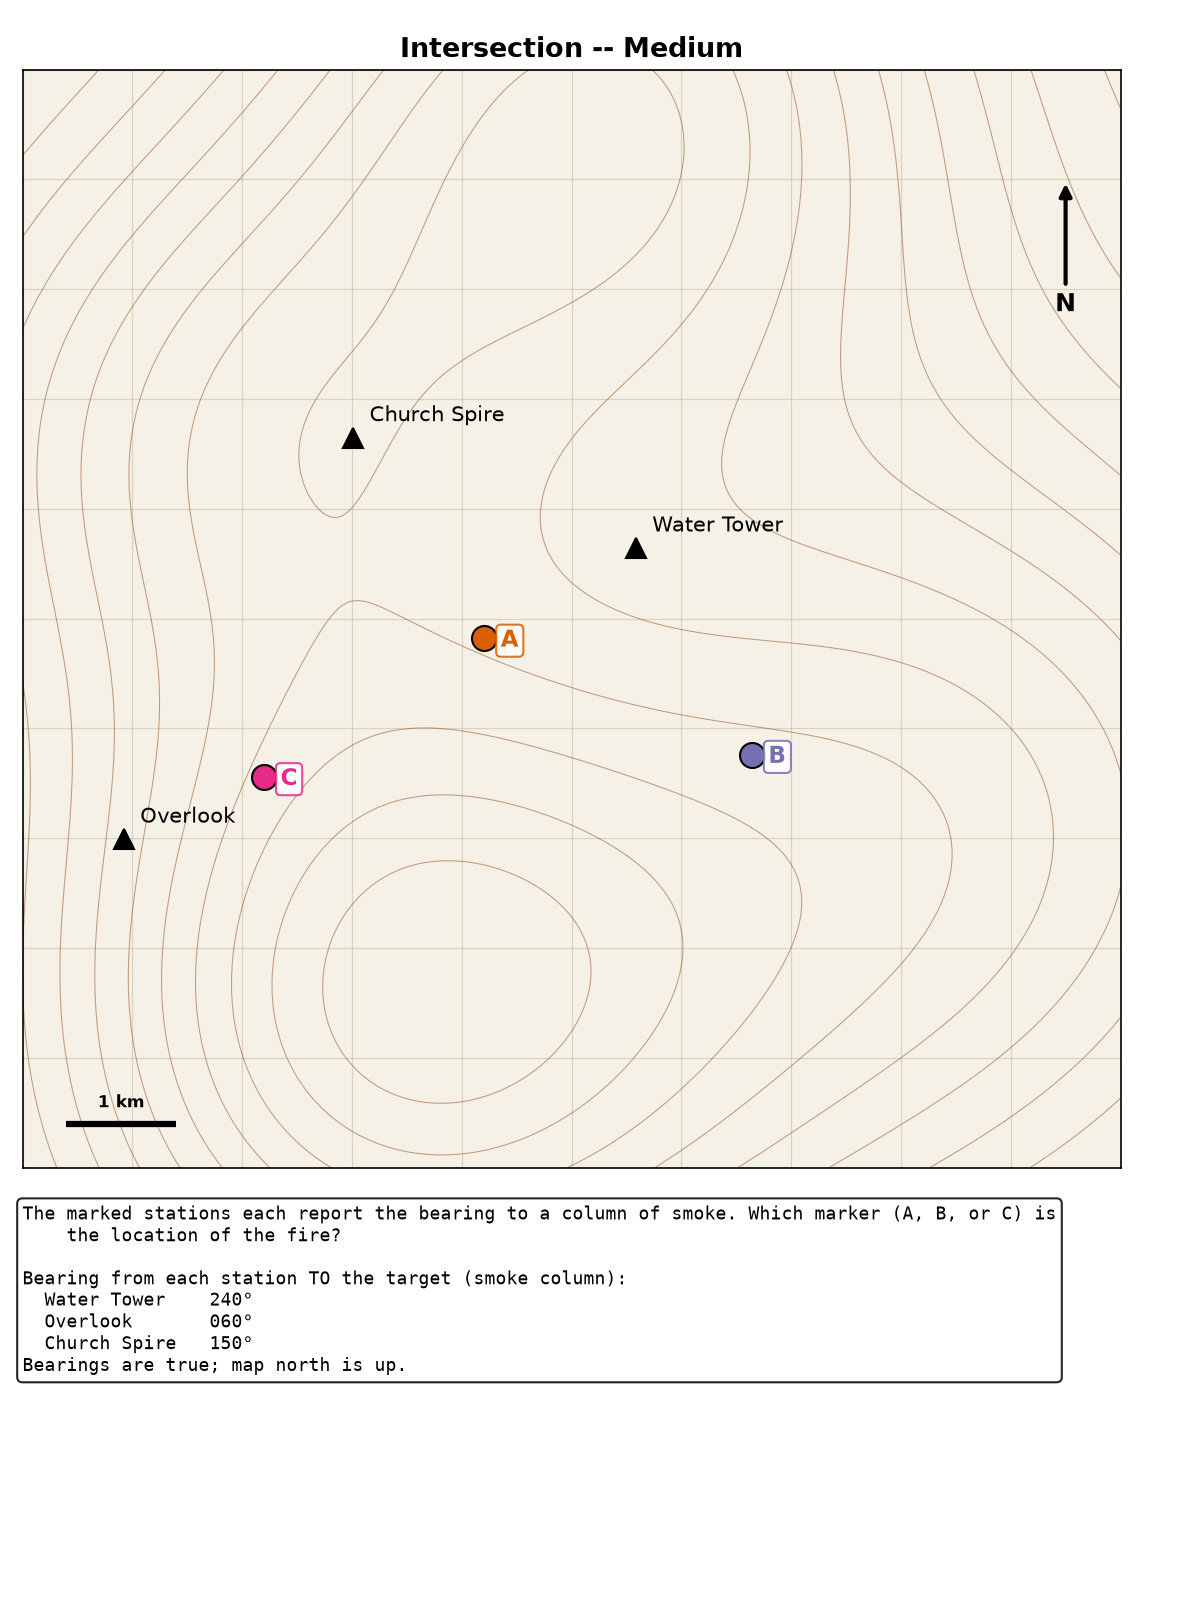 Intersection -- Medium
N
Church Spire
Water Tower
A
B
C
Overlook
1 km
The marked stations each report the bearing to a column of smoke. Which marker (A, B, or C) is
the location of the fire?
Bearing from each station TO the target (smoke column):
Water Tower    240°
Overlook       060°
Church Spire   150°
Bearings are true; map north is up.